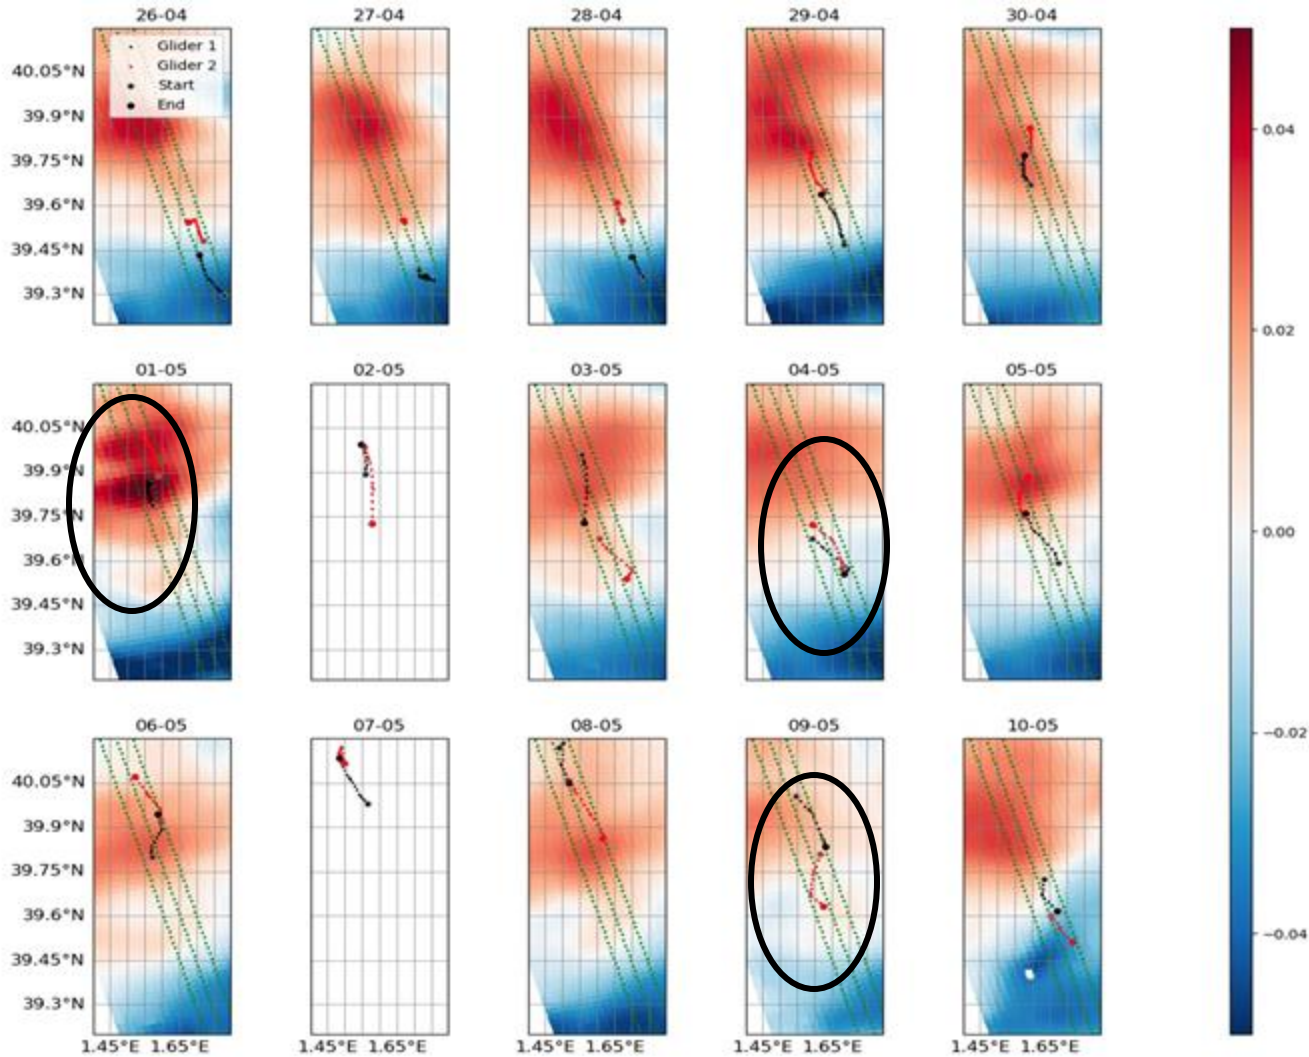 26-04 27-04 28-04 29-04 30-04
Glider 1
Glider 2
Start
End
40.05°N
39.9°N
39.75°N
39.6°N
39.45°N
39.3°N
01-05 02-05 03-05 04-05 05-05
40.05°N
39.9°N
39.75°N
39.6°N
39.45°N
39.3°N
06-05 07-05 08-05 09-05 10-05
40.05°N
39.9°N
39.75°N
39.6°N
39.45°N
39.3°N
1.45°E 1.65°E 1.45°E 1.65°E 1.45°E 1.65°E 1.45°E 1.65°E 1.45°E 1.65°E
0.04
0.02
0.00
−0.02
−0.04